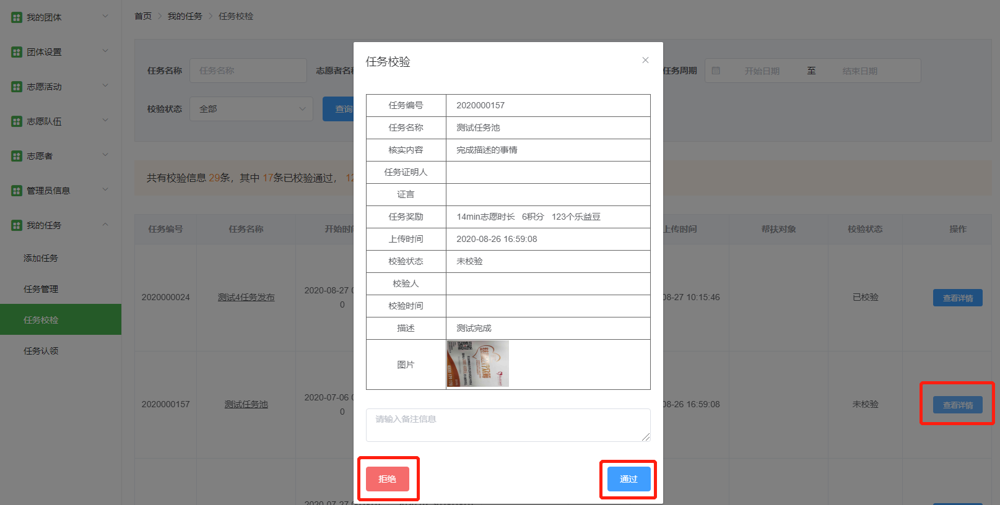 我的团体
团体设置
志愿活动
志愿队伍
志愿者
管理员信息
我的任务
添加任务
任务管理
任务校检
任务认领
首页 我的任务 任务校检
任务名称 任务名称 志愿者名称 任务周期 开始日期 至 结束日期
校验状态 全部 查询
共有校验信息 29条，其中 17条已校验通过，
任务编号 任务名称 开始时间 上传时间 帮扶对象 校验状态 操作
2020000024 测试4任务发布 2020-08-27 0 08-27 10:15:46 已校验 查看详情
2020000157 测试任务池 2020-07-06 0 08-26 16:59:08 未校验 查看详情
任务校验
任务编号 2020000157
任务名称 测试任务池
核实内容 完成描述的事情
任务证明人
证言
任务奖励 14min志愿时长 6积分 123个乐益豆
上传时间 2020-08-26 16:59:08
校验状态 未校验
校验人
校验时间
描述 测试完成
图片
请输入备注信息
拒绝 通过